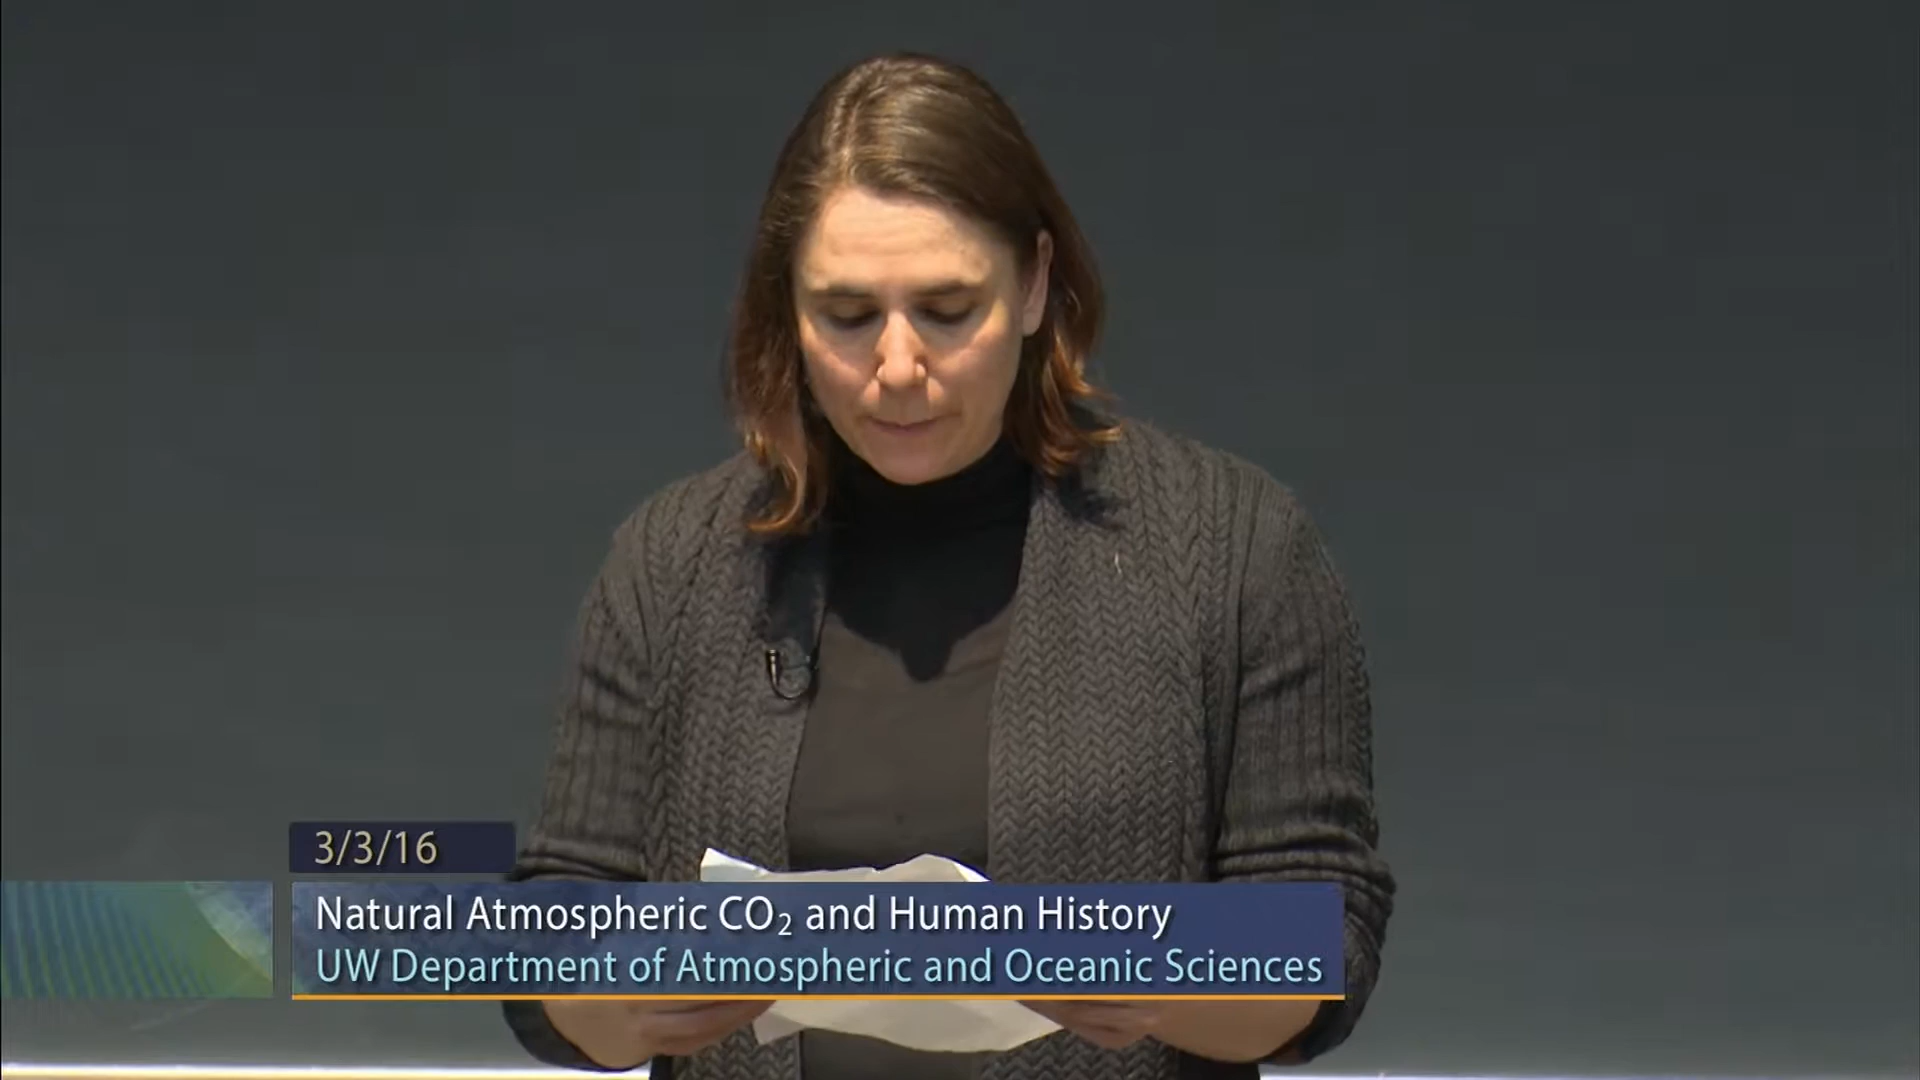 3/3/16
Natural Atmospheric CO₂ and Human History
UW Department of Atmospheric and Oceanic Sciences